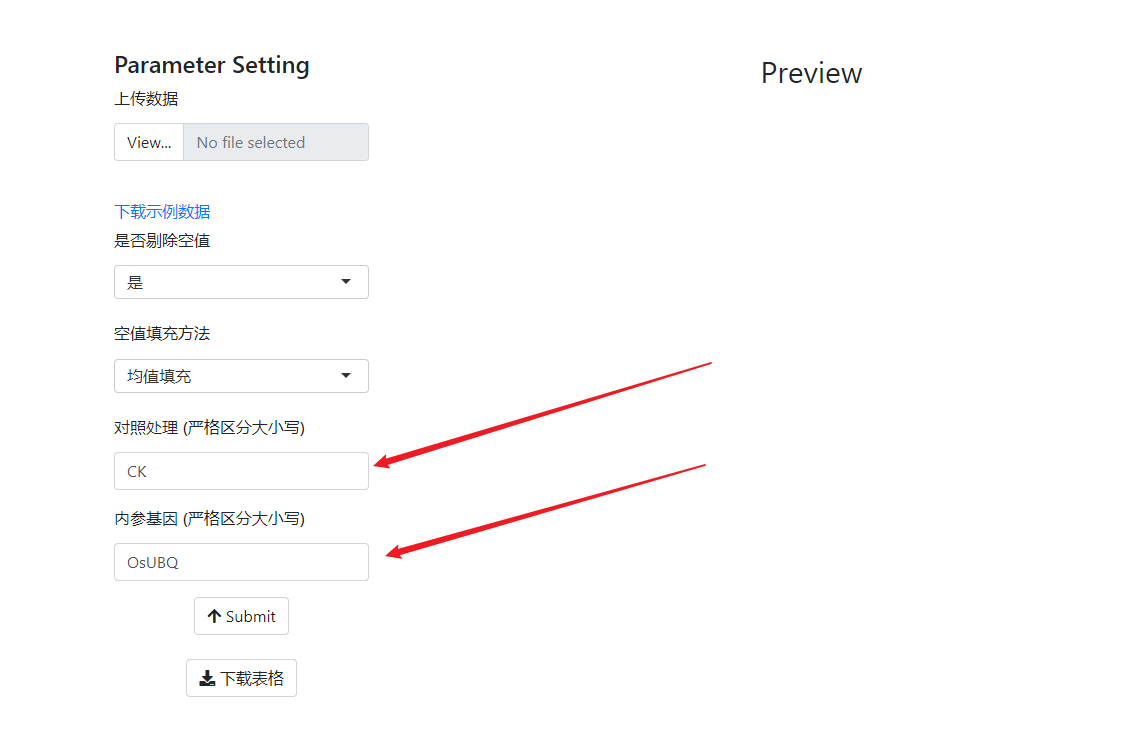 Parameter Setting
Preview
上传数据
View...
No file selected
下载示例数据
是否剔除空值
是
空值填充方法
均值填充
对照处理 (严格区分大小写)
CK
内参基因 (严格区分大小写)
OsUBQ
Submit
下载表格